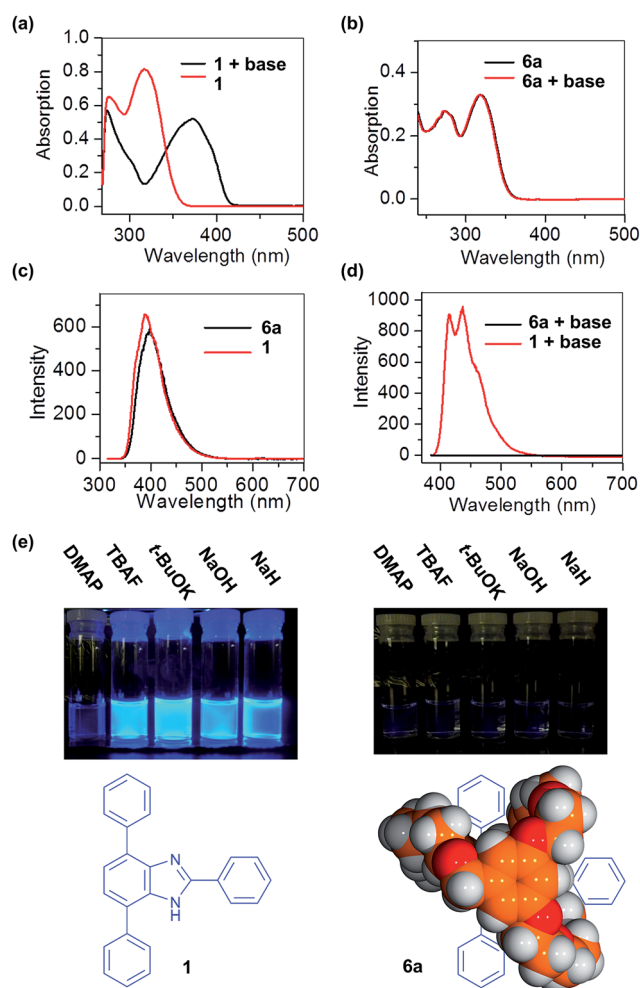 (a)
1 + base
1
Absorption
1.0
0.8
0.6
0.4
0.2
0.0
300 400 500
Wavelength (nm)
(b)
6a
6a + base
Absorption
0.4
0.2
0.0
300 400 500
Wavelength (nm)
(c)
6a
1
Intensity
600
400
200
0
300 400 500 600 700
Wavelength (nm)
(d)
6a + base
1 + base
Intensity
1000
800
600
400
200
0
400 500 600 700
Wavelength (nm)
(e)
DMAP TBAF t-BuOK NaOH NaH
DMAP TBAF t-BuOK NaOH NaH
N
N
H
1
6a